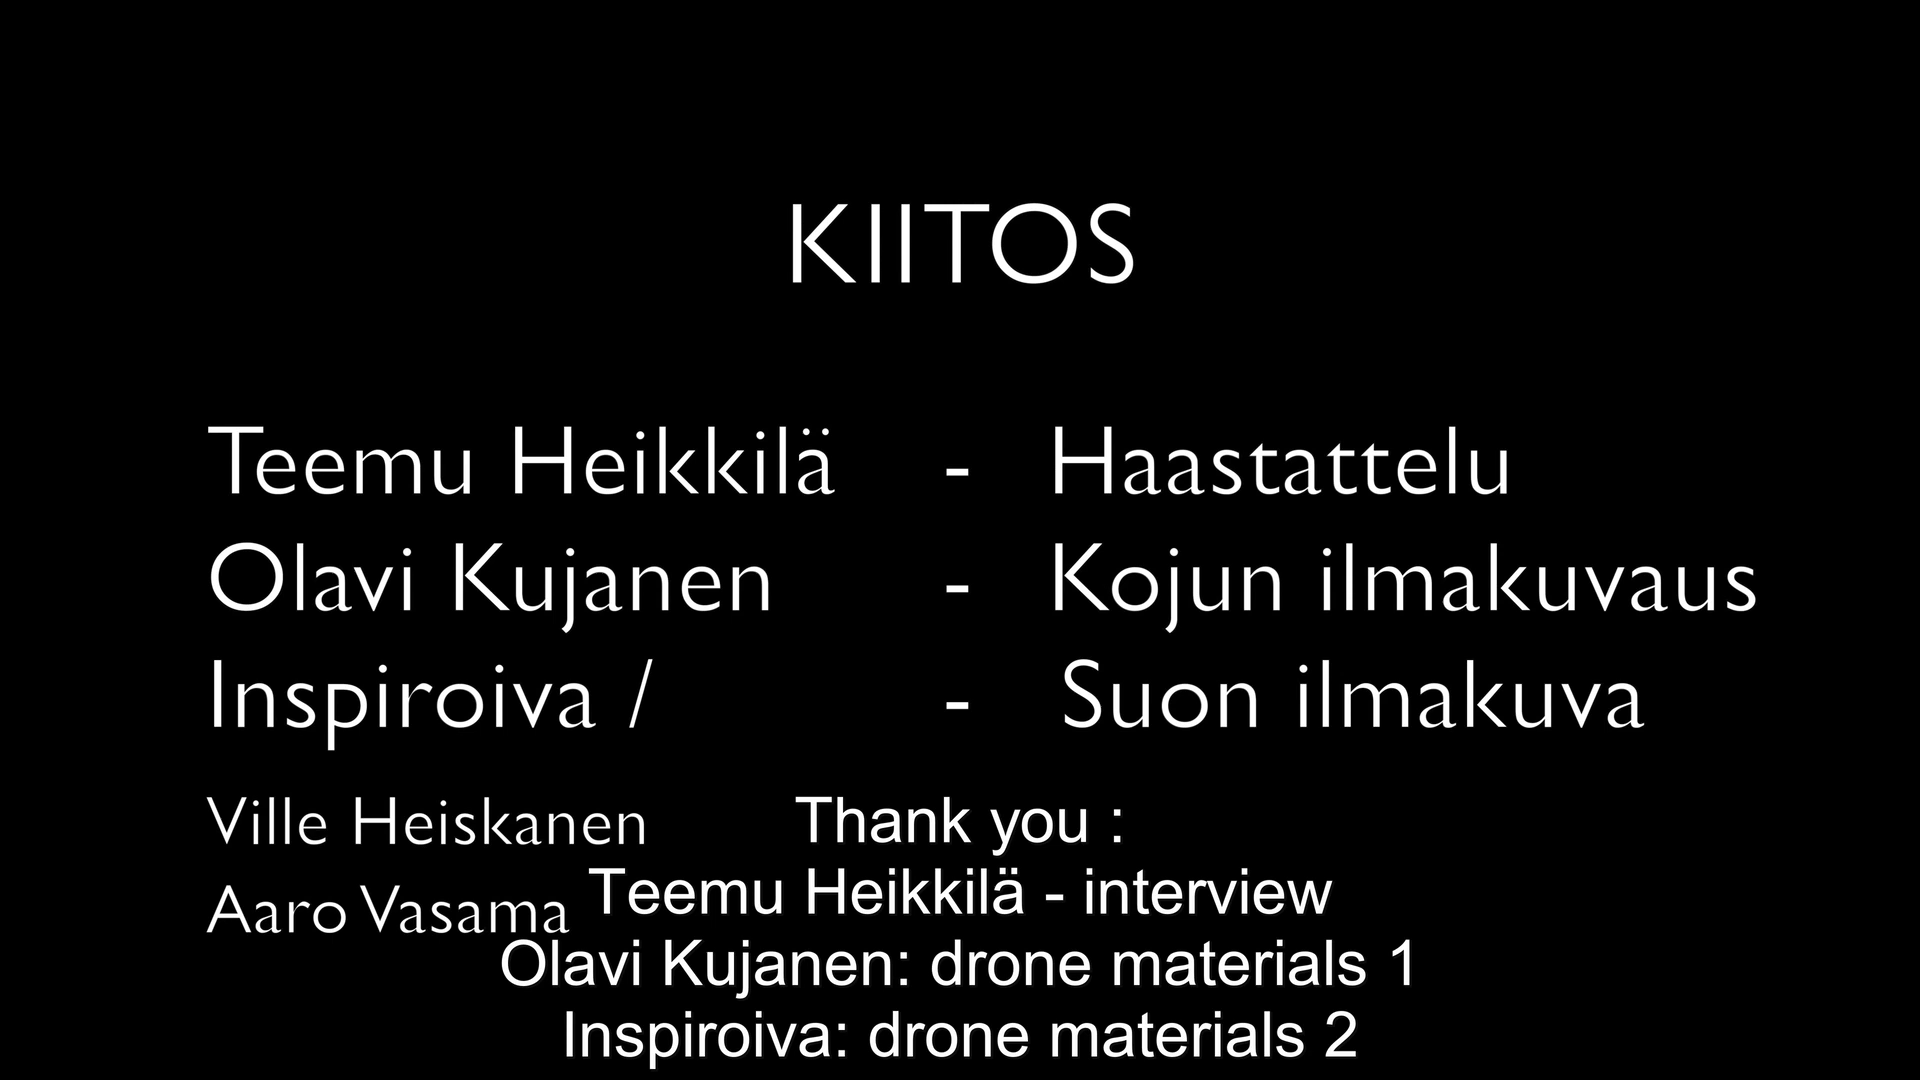 KIITOS
Teemu Heikkilä - Haastattelu
Olavi Kujanen - Kojun ilmakuvaus
Inspiroiva / - Suon ilmakuva
Ville Heiskanen
Aaro Vasama
Thank you :
Teemu Heikkilä - interview
Olavi Kujanen: drone materials 1
Inspiroiva: drone materials 2